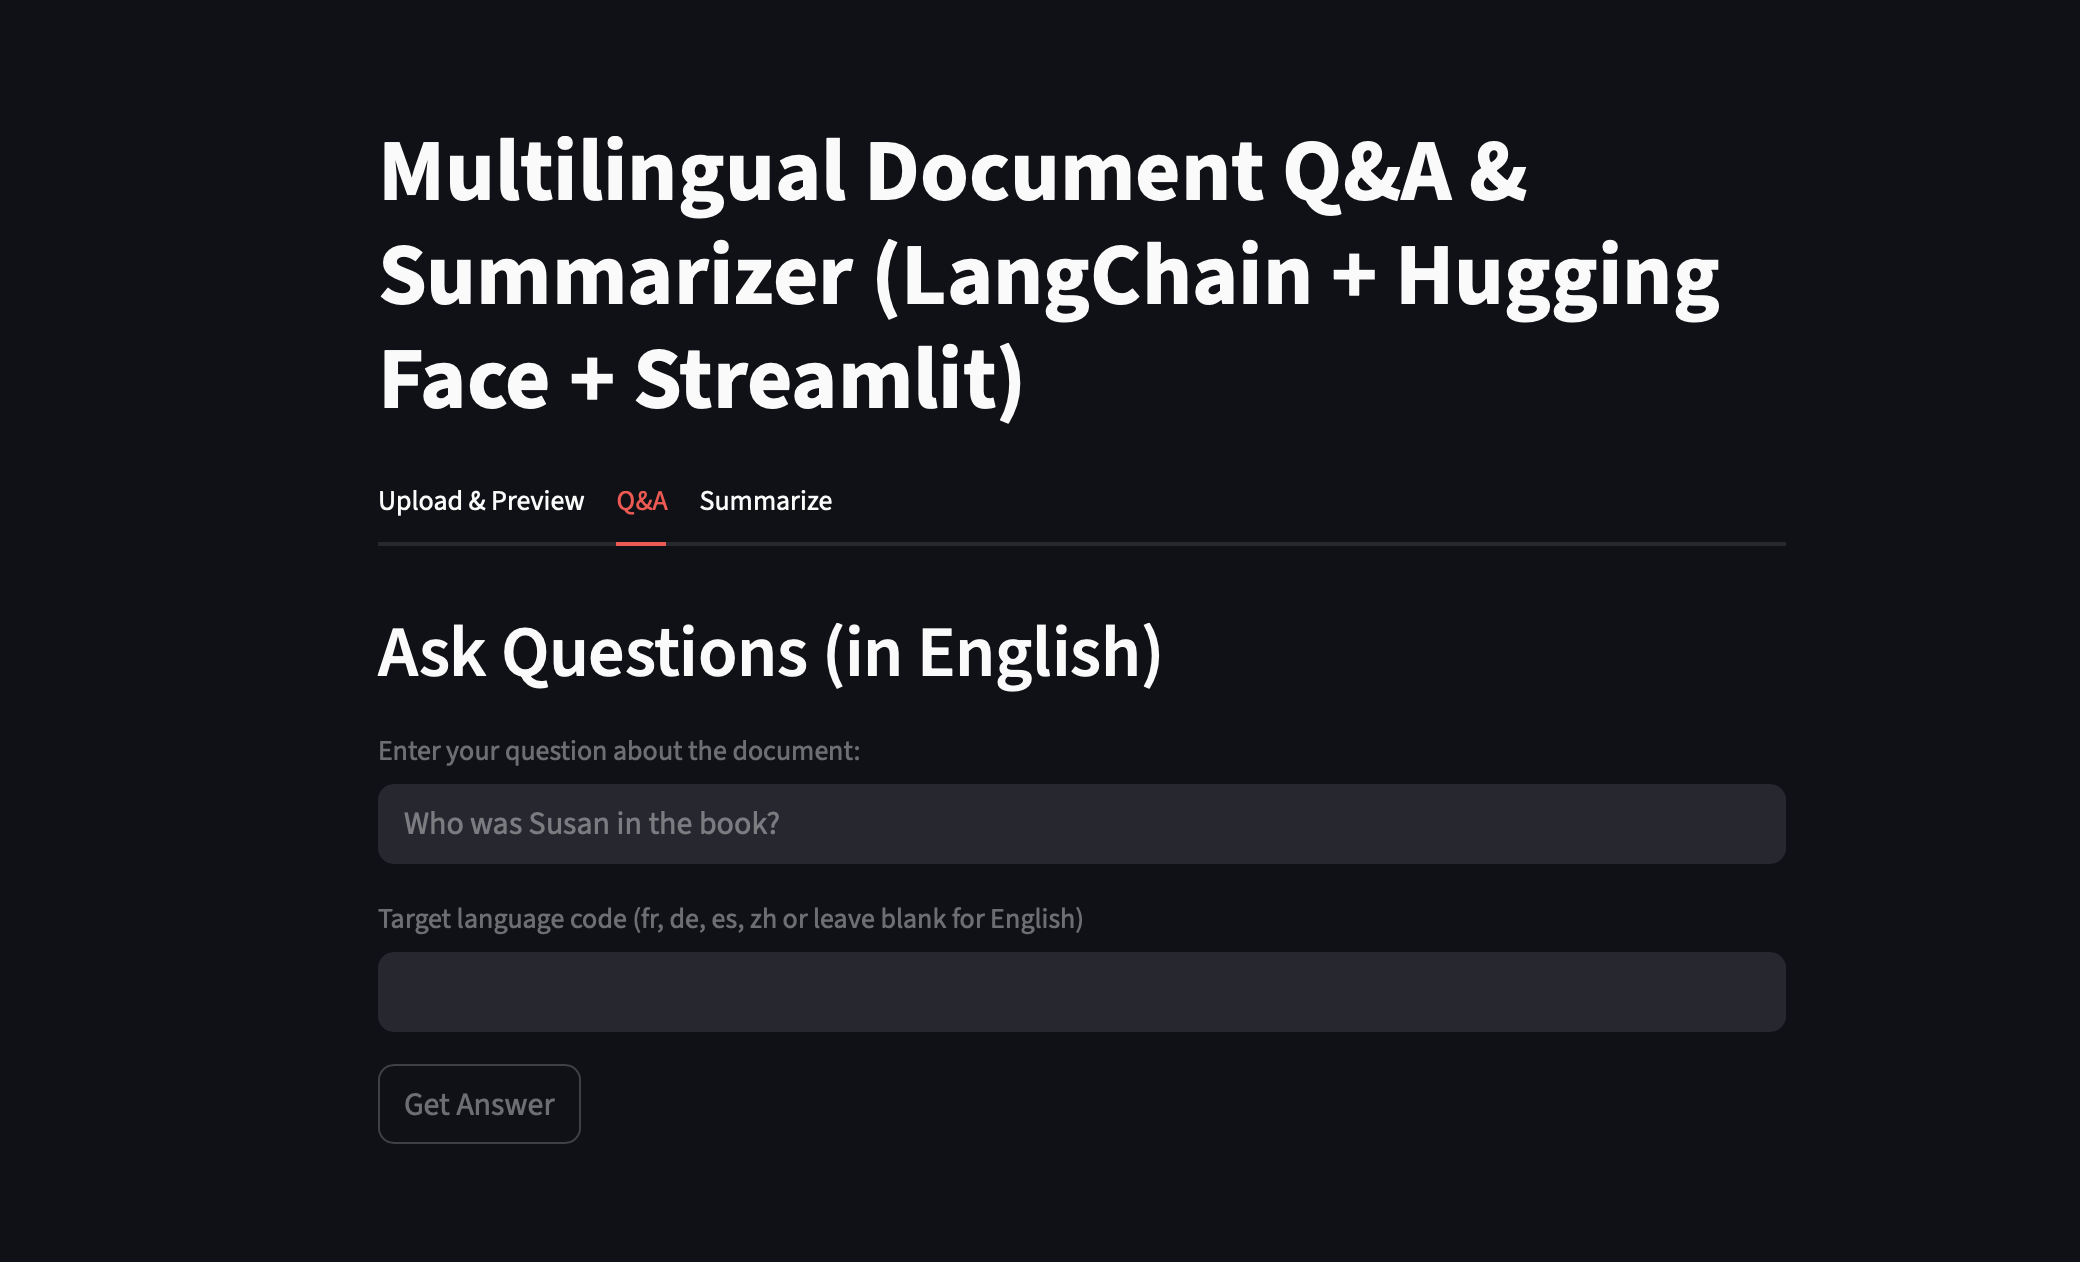 Multilingual Document Q&A &
Summarizer (LangChain + Hugging
Face + Streamlit)
Upload & Preview Q&A Summarize
Ask Questions (in English)
Enter your question about the document:
Who was Susan in the book?
Target language code (fr, de, es, zh or leave blank for English)
Get Answer